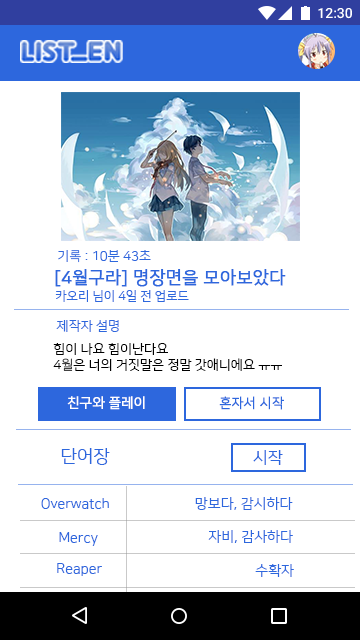 12:30
LIST_EN
기록 : 10분 43초
[4월구라] 명장면을 모아보았다
카오리 님이 4일 전 업로드
제작자 설명
힘이 나요 힘이난다요
4월은 너의 거짓말은 정말 갓애니에요 ㅠㅠ
친구와 플레이 혼자서 시작
단어장 시작
Overwatch 망보다, 감시하다
Mercy 자비, 감사하다
Reaper 수확자